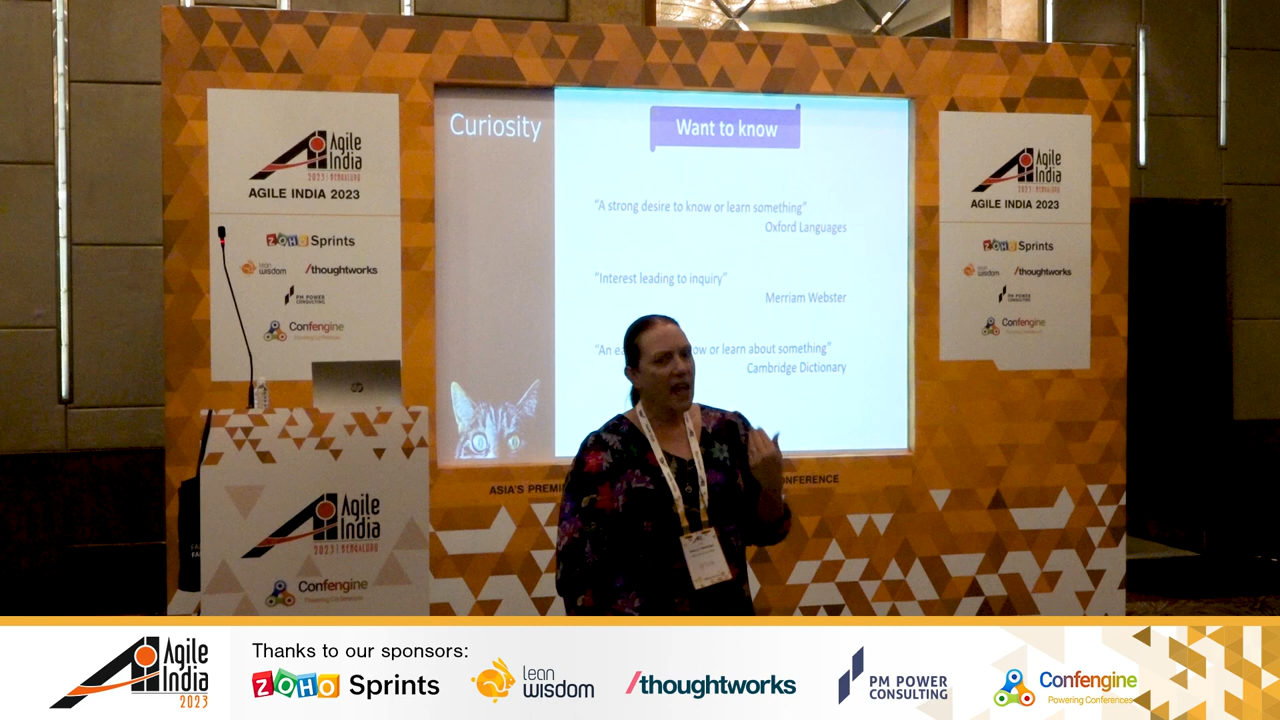 Agile
India
2023 | BENGALURU
AGILE INDIA 2023
ZOHO Sprints
lean
wisdom
/thoughtworks
PM POWER
CONSULTING
Confengine
Curiosity
Want to know
"A strong desire to know or learn something"
Oxford Languages
"Interest leading to inquiry"
Merriam Webster
"An ea
ow or learn about something"
Cambridge Dictionary
Agile
India
2023 | BENGALURU
AGILE INDIA 2023
ZOHO Sprints
lean
wisdom
/thoughtworks
PM POWER
CONSULTING
Confengine
hp
ASIA'S PREMI
ONFERENCE
Agile
India
2023 | BENGALURU
Confengine
Powering Conferences
Agile
India
2023
Thanks to our sponsors:
ZOHO Sprints
lean
wisdom
/thoughtworks
PM POWER
CONSULTING
Confengine
Powering Conferences